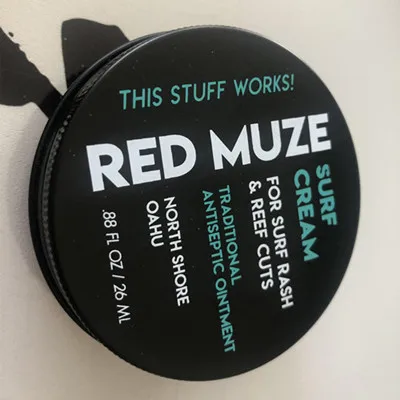 THIS STUFF WORKS!
RED MUZE
SURF
CREAM
FOR SURF RASH
& REEF CUTS
TRADITIONAL
ANTISEPTIC OINTMENT
NORTH SHORE
OAHU
.88 FL OZ / 26 ML